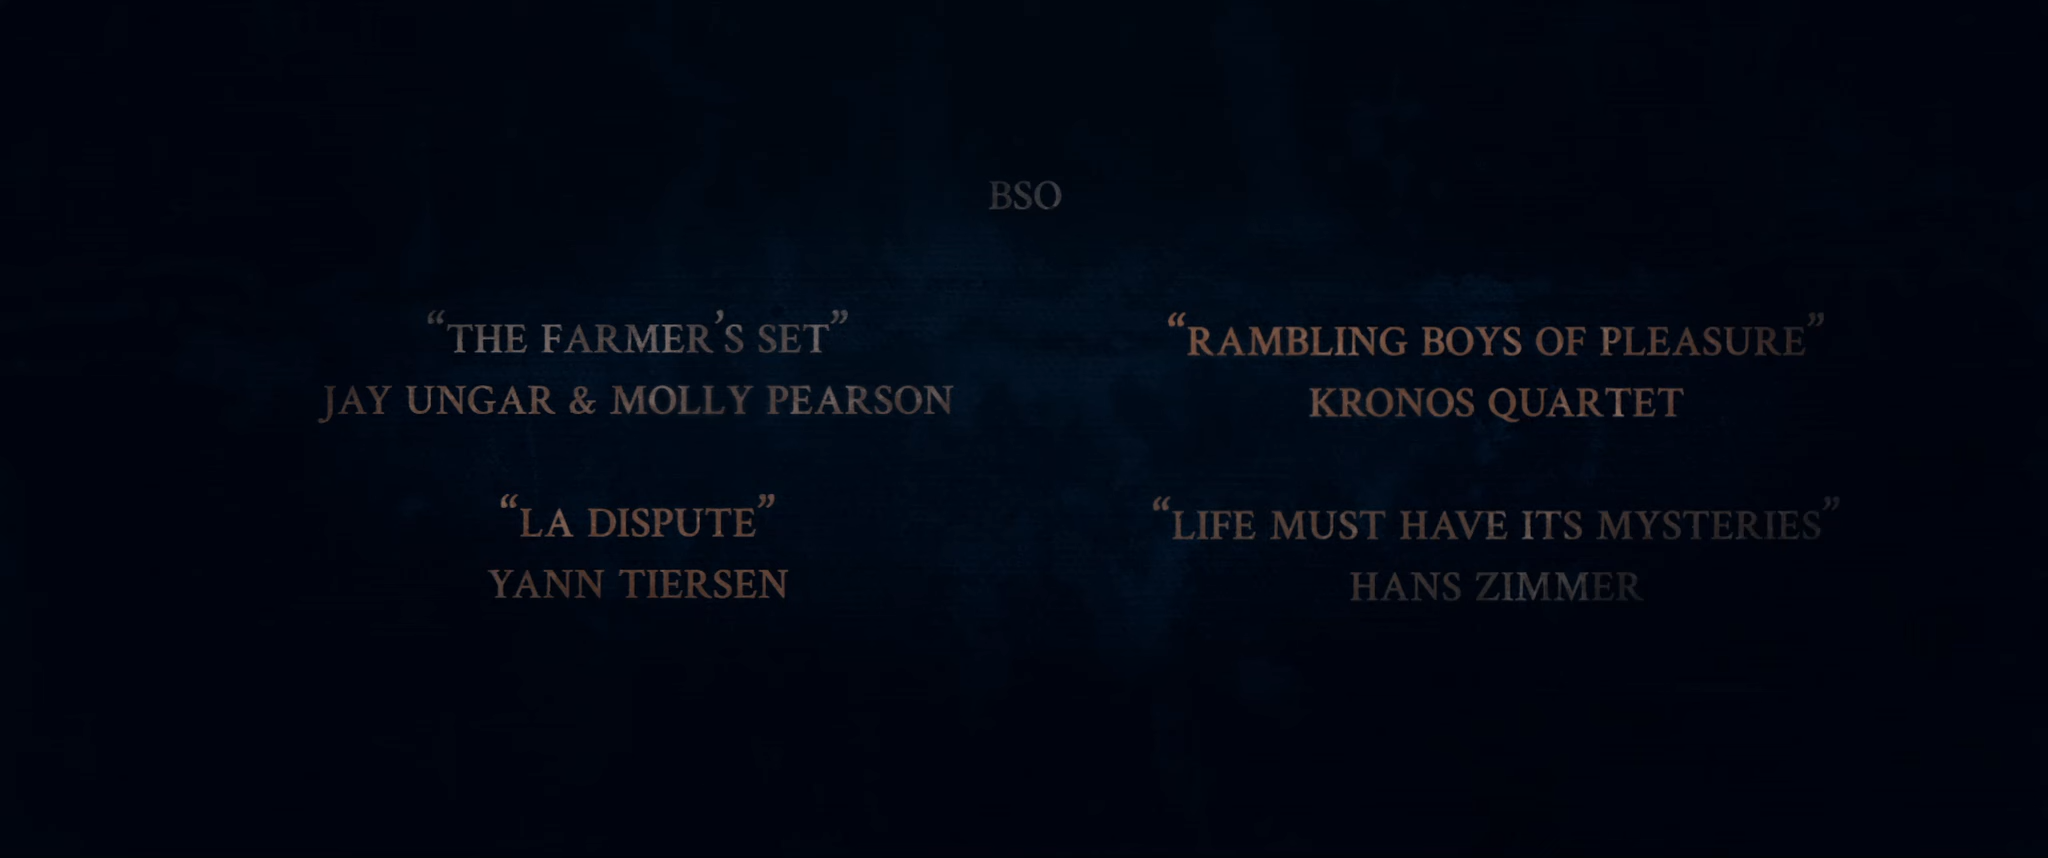 BSO
“THE FARMER’S SET”
JAY UNGAR & MOLLY PEARSON
“LA DISPUTE”
YANN TIERSEN
“RAMBLING BOYS OF PLEASURE”
KRONOS QUARTET
“LIFE MUST HAVE ITS MYSTERIES”
HANS ZIMMER